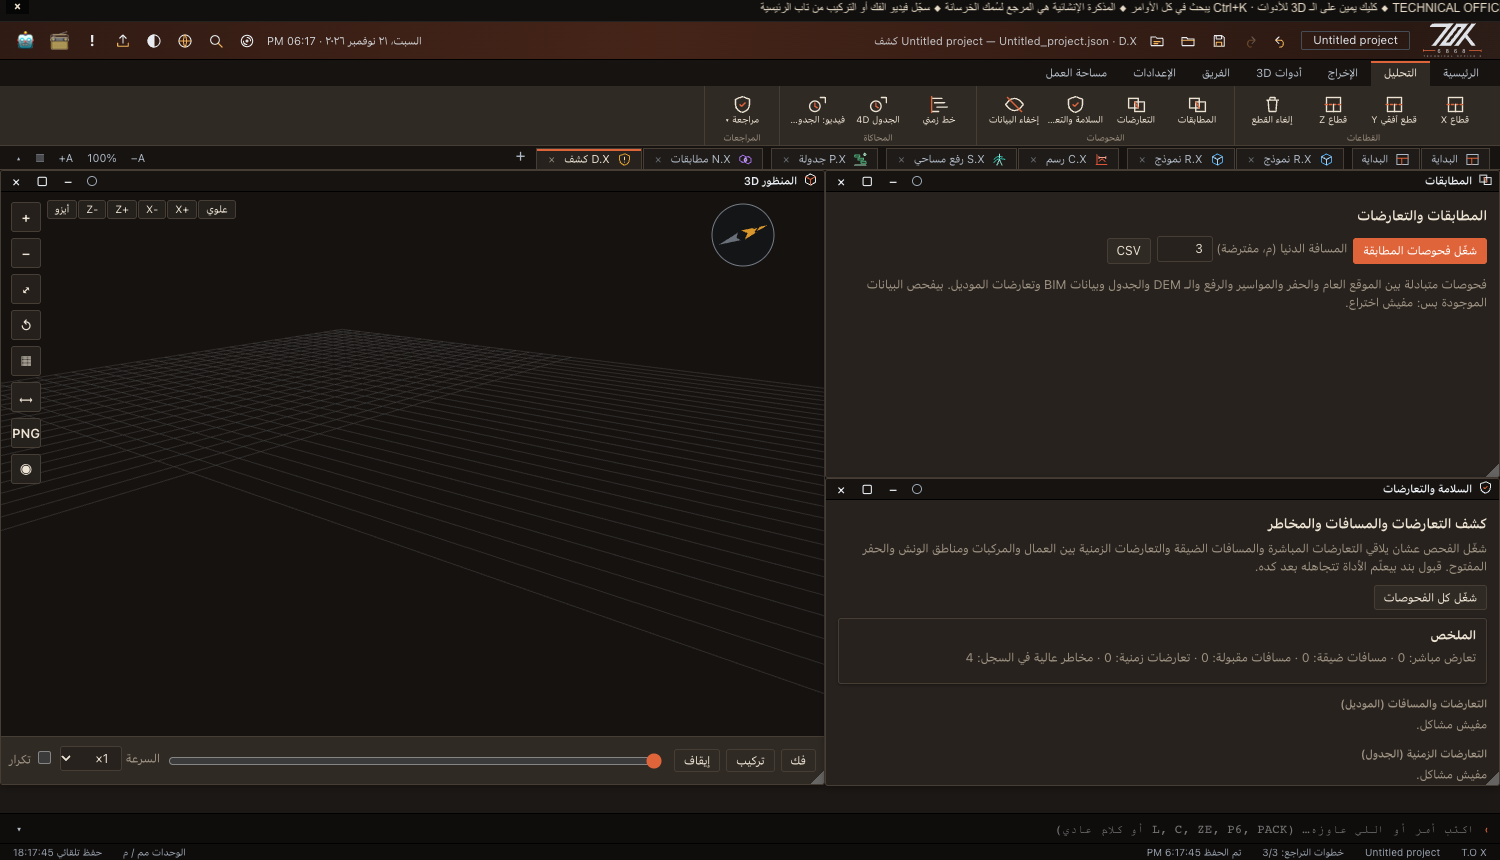 TECHNICAL OFFIC ◆ كليك يمين على الـ 3D للأدوات · Ctrl+K يبحث في كل الأوامر ◆ المذكرة الإنشائية هي المرجع لسُمك الخرسانة ◆ سجّل فيديو الفك أو التركيب من تاب الرئيسية
×
TOX
6666
Untitled project
كشف Untitled project — Untitled_project.json · D.X
السبت، ٢١ نوفمبر ٢٠٢٦ · 06:17 PM
الرئيسية
التحليل
الإخراج
أدوات 3D
الفريق
الإعدادات
مساحة العمل
قطاع X
قطع أفقي Y
قطاع Z
إلغاء القطع
القطاعات
المطابقات
التعارضات
السلامة والتعـ...
إخفاء البيانات
الفحوصات
خط زمني
الجدول 4D
فيديو: الجدو...
المحاكاة
مراجعة
المراجعات
البداية
البداية
R.X نموذج ×
R.X نموذج ×
C.X رسم ×
S.X رفع مساحي ×
P.X جدولة ×
N.X مطابقات ×
D.X كشف ×
+
A−
100%
A+
المطابقات
المطابقات والتعارضات
شغّل فحوصات المطابقة
المسافة الدنيا (م، مفترضة)
3
CSV
فحوصات متبادلة بين الموقع العام والحفر والمواسير والرفع والـ DEM والجدول وبيانات BIM وتعارضات الموديل. بيفحص البيانات
الموجودة بس: مفيش اختراع.
السلامة والتعارضات
كشف التعارضات والمسافات والمخاطر
شغّل الفحص عشان يلاقي التعارضات المباشرة والمسافات الضيقة والتعارضات الزمنية بين العمال والمركبات ومناطق الونش والحفر
المفتوح. قبول بند بيعلّم الأداة تتجاهله بعد كده.
شغّل كل الفحوصات
الملخص
تعارض مباشر: 0 · مسافات ضيقة: 0 · مسافات مقبولة: 0 · تعارضات زمنية: 0 · مخاطر عالية في السجل: 4
التعارضات والمسافات (الموديل)
مفيش مشاكل.
التعارضات الزمنية (الجدول)
مفيش مشاكل.
المنظور 3D
علوي
X+
X-
Z+
Z-
أيزو
PNG
فك
تركيب
إيقاف
السرعة
1×
تكرار
اكتب أمر أو اللي عاوزه… (L, C, ZE, P6, PACK أو كلام عادي)
T.O X
Untitled project
خطوات التراجع: 3/3
تم الحفظ 6:17:45 PM
الوحدات مم / م
حفظ تلقائي 18:17:45